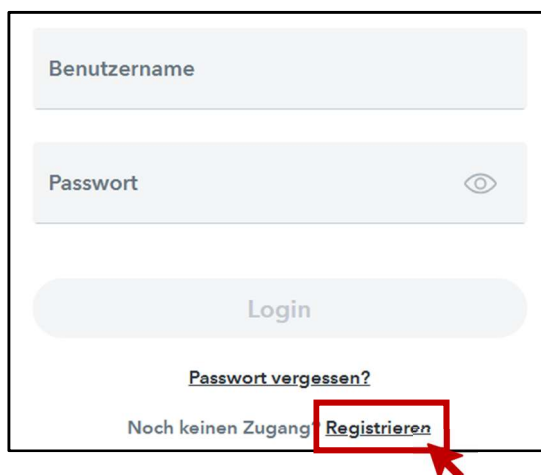 Benutzername
Passwort
Login
Passwort vergessen?
Noch keinen Zugang? Registrieren